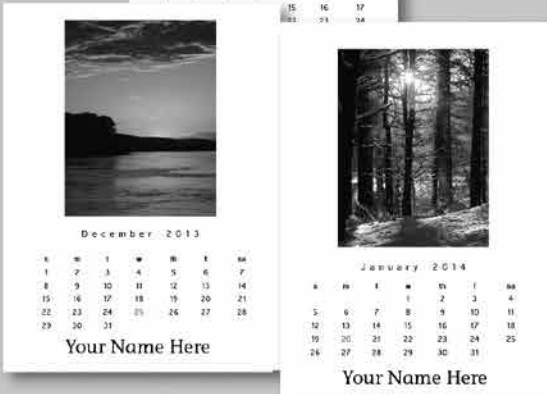 15 16 17
22 23 24
December 2013
s m t w th f sa
1 2 3 4 5 6 7
8 9 10 11 12 13 14
15 16 17 18 19 20 21
22 23 24 25 26 27 28
29 30 31
Your Name Here
January 2014
s m t w th f sa
1 2 3 4
5 6 7 8 9 10 11
12 13 14 15 16 17 18
19 20 21 22 23 24 25
26 27 28 29 30 31
Your Name Here